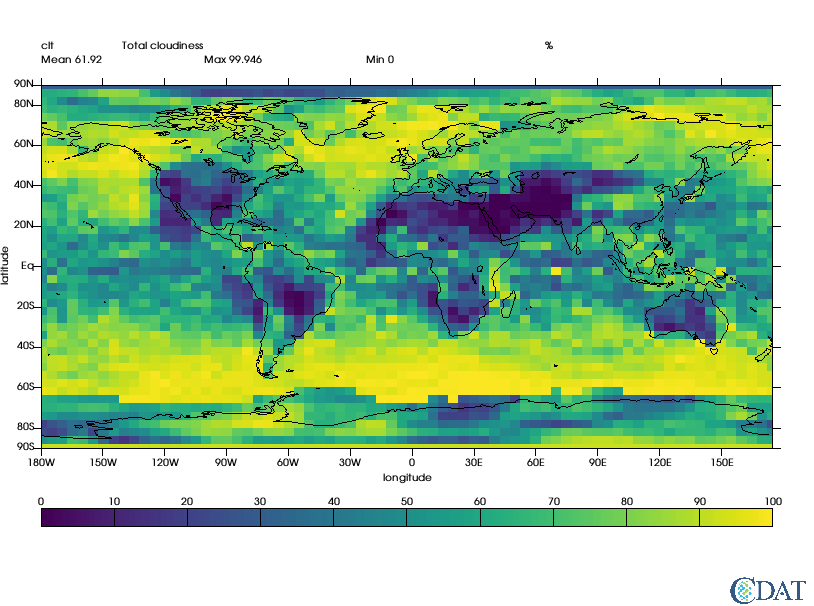 clt Total cloudiness %
Mean 61.92 Max 99.946 Min 0
90N
80N
60N
40N
20N
Eq
20S
40S
60S
80S
90S
latitude
180W 150W 120W 90W 60W 30W 0 30E 60E 90E 120E 150E
longitude
0 10 20 30 40 50 60 70 80 90 100
CDAT